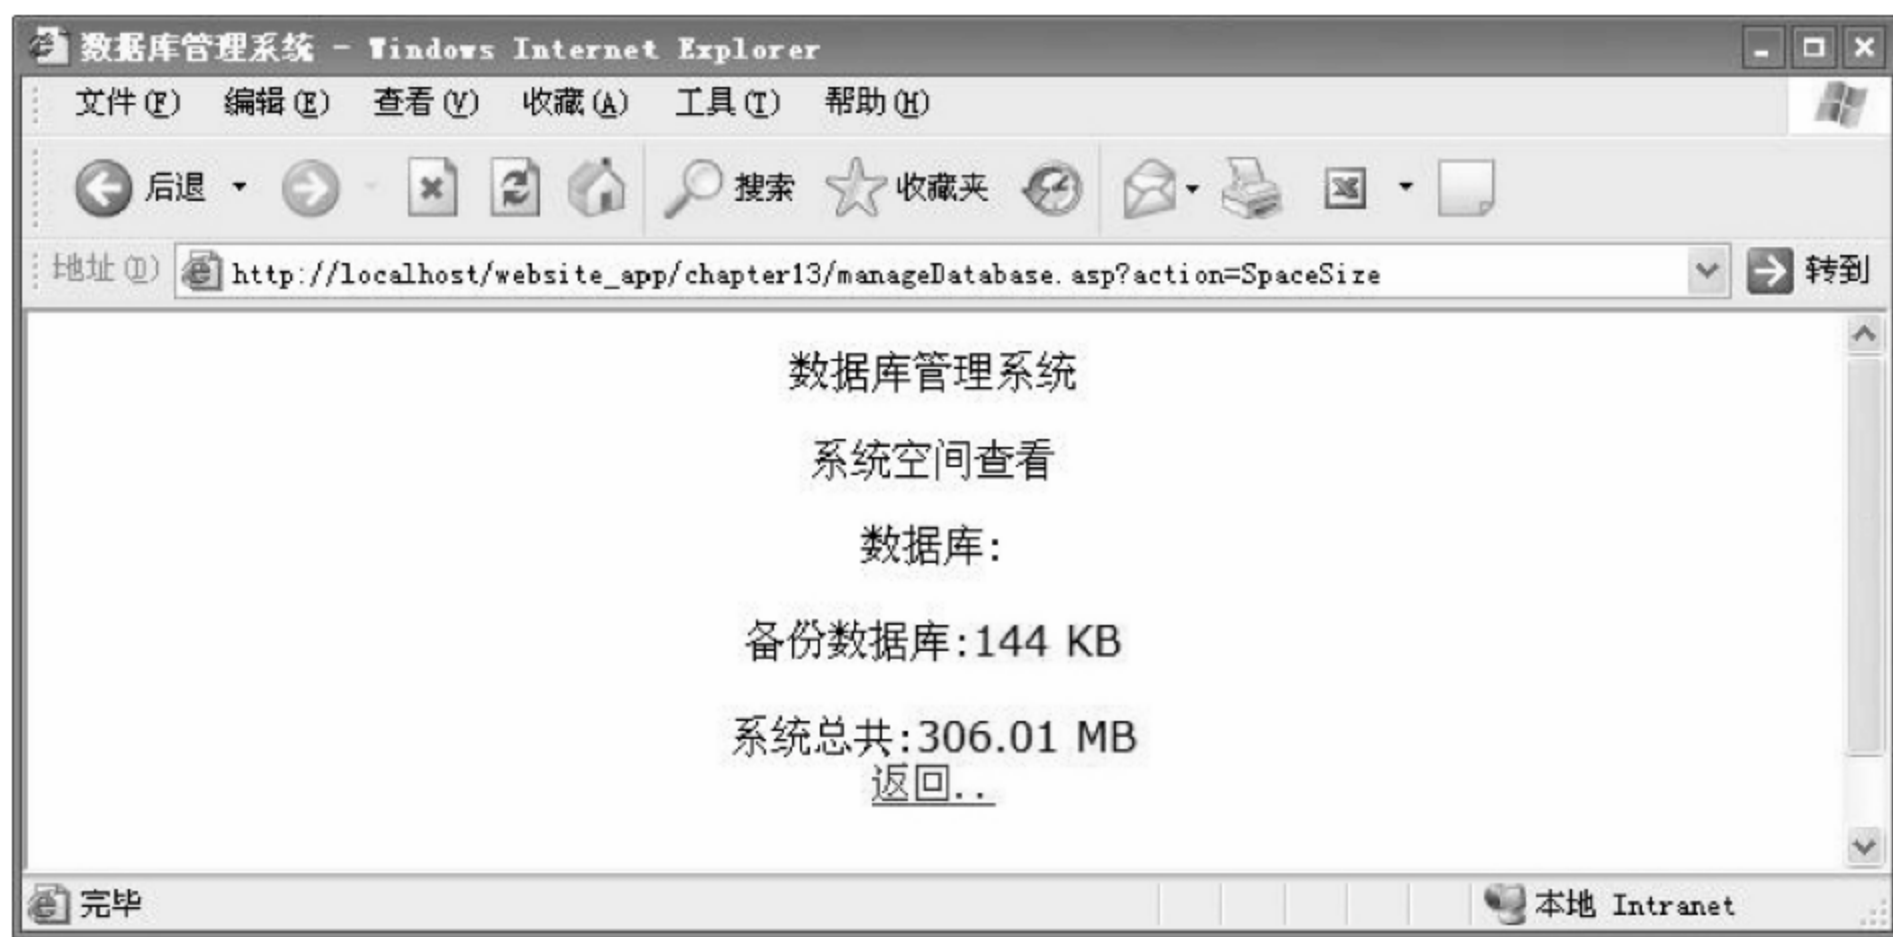 数据库管理系统 - Windows Internet Explorer
文件(F) 编辑(E) 查看(V) 收藏(A) 工具(T) 帮助(H)
后退 搜索 收藏夹
地址(D) http://localhost/website_app/chapter13/manageDatabase.asp?action=SpaceSize 转到
数据库管理系统
系统空间查看
数据库:
备份数据库:144 KB
系统总共:306.01 MB
返回..
完毕 本地 Intranet